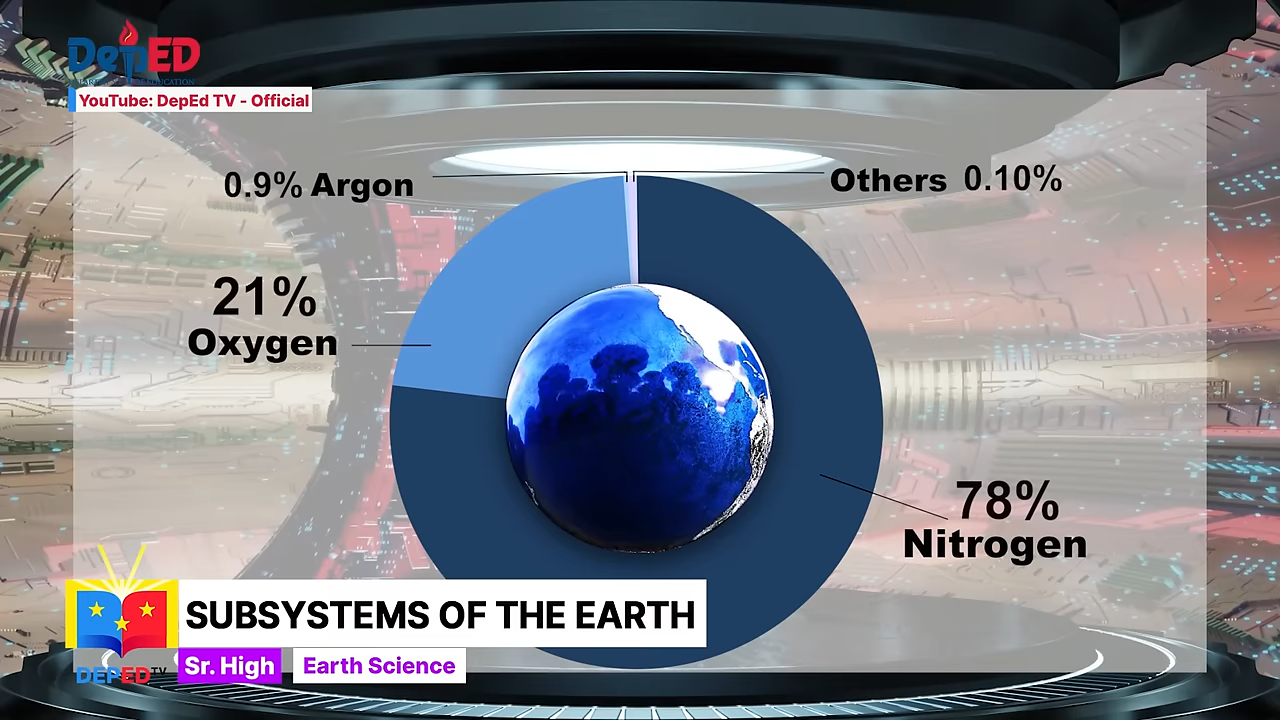 DepED
YouTube: DepEd TV - Official
0.9% Argon
Others 0.10%
21%
Oxygen
78%
Nitrogen
SUBSYSTEMS OF THE EARTH
DEPED TV
Sr. High
Earth Science